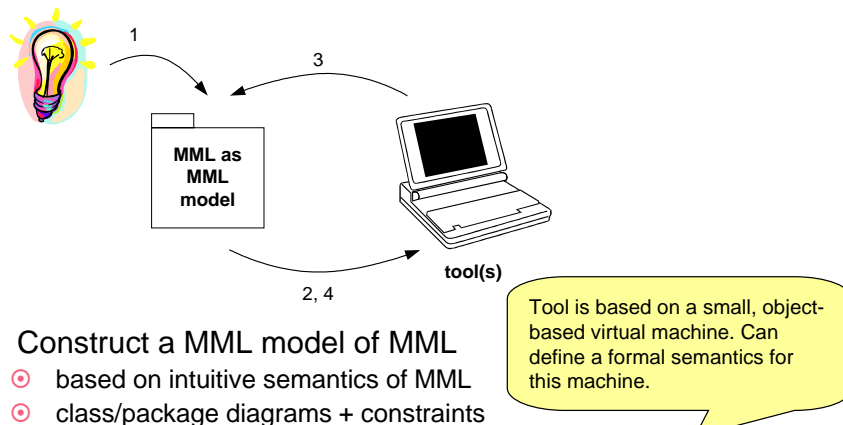 1
3
MML as
MML
model
tool(s)
2, 4
Tool is based on a small, object-
based virtual machine. Can
define a formal semantics for
this machine.
Construct a MML model of MML
based on intuitive semantics of MML
class/package diagrams + constraints